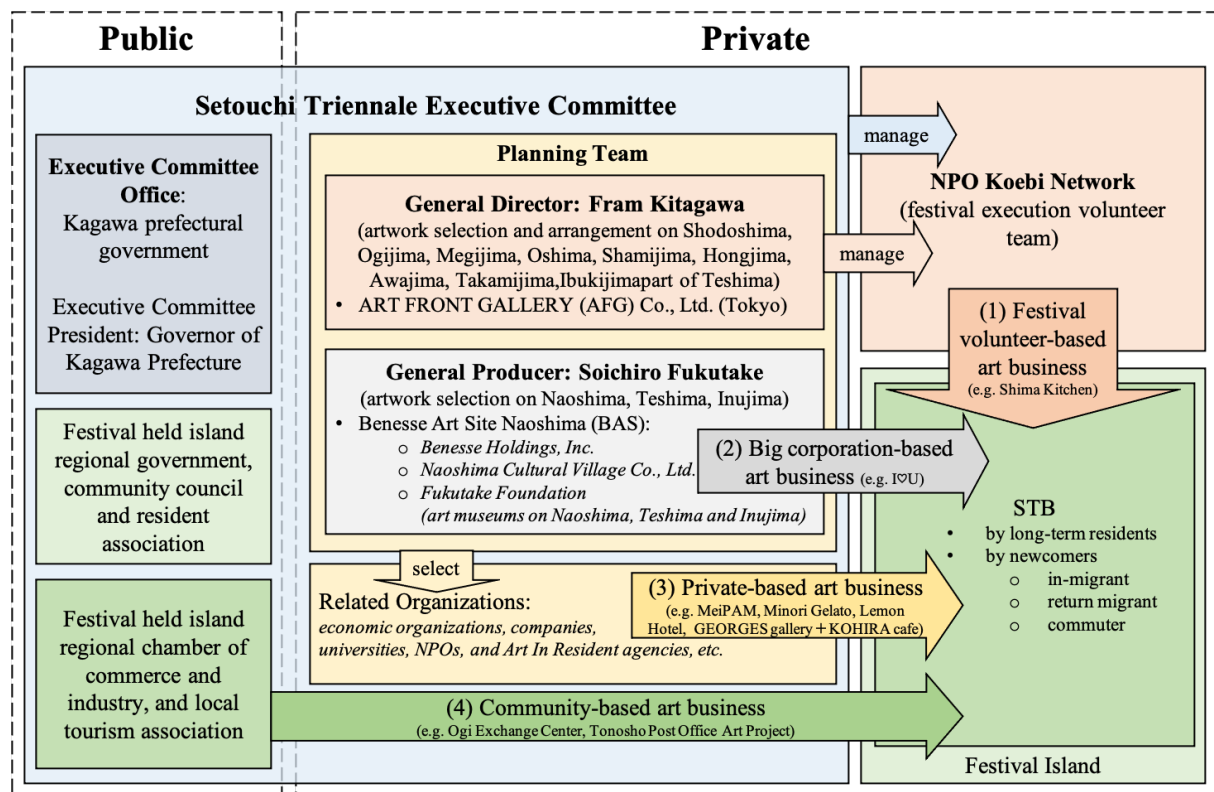 Public
Private
Setouchi Triennale Executive Committee
Executive Committee
Office:
Kagawa prefectural
government
Executive Committee
President: Governor of
Kagawa Prefecture
Festival held island
regional government,
community council
and resident
association
Festival held island
regional chamber of
commerce and
industry, and local
tourism association
Planning Team
General Director: Fram Kitagawa
(artwork selection and arrangement on Shodoshima,
Ogijima, Megijima, Oshima, Shamijima, Hongjima,
Awajima, Takamijima,Ibukijimapart of Teshima)
• ART FRONT GALLERY (AFG) Co., Ltd. (Tokyo)
General Producer: Soichiro Fukutake
(artwork selection on Naoshima, Teshima, Inujima)
• Benesse Art Site Naoshima (BAS):
o Benesse Holdings, Inc.
o Naoshima Cultural Village Co., Ltd.
o Fukutake Foundation
(art museums on Naoshima, Teshima and Inujima)
select
Related Organizations:
economic organizations, companies,
universities, NPOs, and Art In Resident agencies, etc.
manage
manage
NPO Koebi Network
(festival execution volunteer
team)
(1) Festival
volunteer-based
art business
(e.g. Shima Kitchen)
(2) Big corporation-based
art business (e.g. I♡U)
(3) Private-based art business
(e.g. MeiPAM, Minori Gelato, Lemon
Hotel, GEORGES gallery+KOHIRA cafe)
(4) Community-based art business
(e.g. Ogi Exchange Center, Tonosho Post Office Art Project)
STB
• by long-term residents
• by newcomers
o in-migrant
o return migrant
o commuter
Festival Island